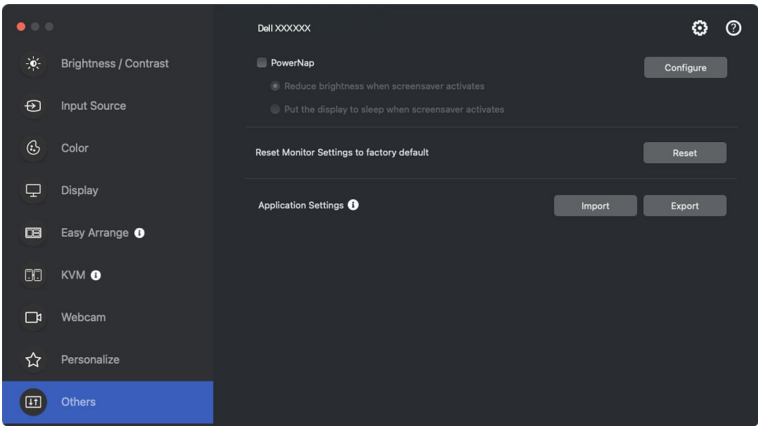 Dell XXXXXX
Brightness / Contrast
Input Source
Color
Display
Easy Arrange
KVM
Webcam
Personalize
Others
PowerNap
Configure
Reduce brightness when screensaver activates
Put the display to sleep when screensaver activates
Reset Monitor Settings to factory default
Reset
Application Settings
Import
Export